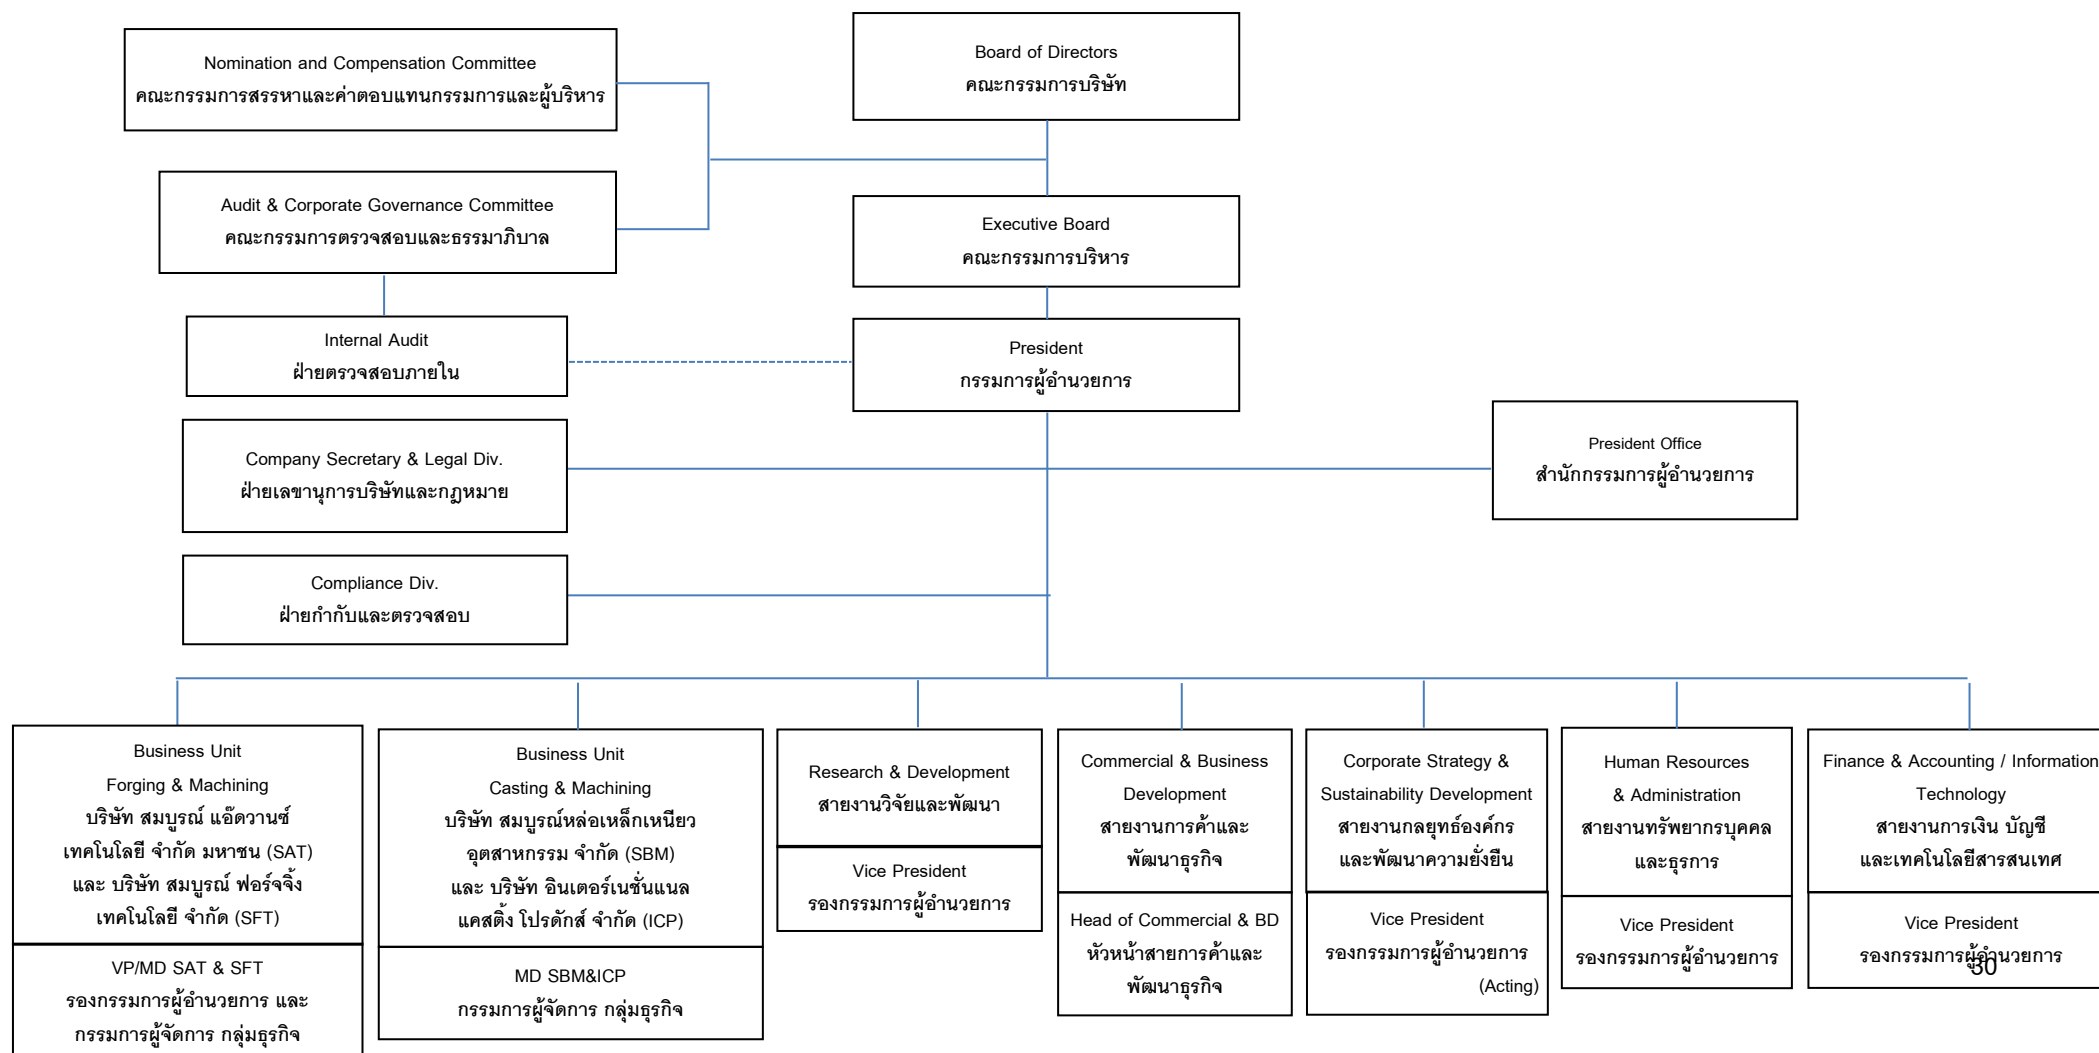 Board of Directors
คณะกรรมการบริษัท
Nomination and Compensation Committee
คณะกรรมการสรรหาและค่าตอบแทนกรรมการและผู้บริหาร
Audit & Corporate Governance Committee
คณะกรรมการตรวจสอบและธรรมาภิบาล
Executive Board
คณะกรรมการบริหาร
Internal Audit
ฝ่ายตรวจสอบภายใน
President
กรรมการผู้อำนวยการ
Company Secretary & Legal Div.
ฝ่ายเลขานุการบริษัทและกฎหมาย
President Office
สำนักกรรมการผู้อำนวยการ
Compliance Div.
ฝ่ายกำกับและตรวจสอบ
Business Unit
Forging & Machining
บริษัท สมบูรณ์ แอ๊ดวานซ์
เทคโนโลยี จำกัด มหาชน (SAT)
และ บริษัท สมบูรณ์ ฟอร์จจิ้ง
เทคโนโลยี จำกัด (SFT)
VP/MD SAT & SFT
รองกรรมการผู้อำนวยการ และ
กรรมการผู้จัดการ กลุ่มธุรกิจ
Business Unit
Casting & Machining
บริษัท สมบูรณ์หล่อเหล็กเหนียว
อุตสาหกรรม จำกัด (SBM)
และ บริษัท อินเตอร์เนชั่นแนล
แคสติ้ง โปรดักส์ จำกัด (ICP)
MD SBM&ICP
กรรมการผู้จัดการ กลุ่มธุรกิจ
Research & Development
สายงานวิจัยและพัฒนา
Vice President
รองกรรมการผู้อำนวยการ
Commercial & Business
Development
สายงานการค้าและ
พัฒนาธุรกิจ
Head of Commercial & BD
หัวหน้าสายการค้าและ
พัฒนาธุรกิจ
Corporate Strategy &
Sustainability Development
สายงานกลยุทธ์องค์กร
และพัฒนาความยั่งยืน
Vice President
รองกรรมการผู้อำนวยการ
(Acting)
Human Resources
& Administration
สายงานทรัพยากรบุคคล
และธุรการ
Vice President
รองกรรมการผู้อำนวยการ
Finance & Accounting / Information
Technology
สายงานการเงิน บัญชี
และเทคโนโลยีสารสนเทศ
Vice President
รองกรรมการผู้อำนวยการ
30